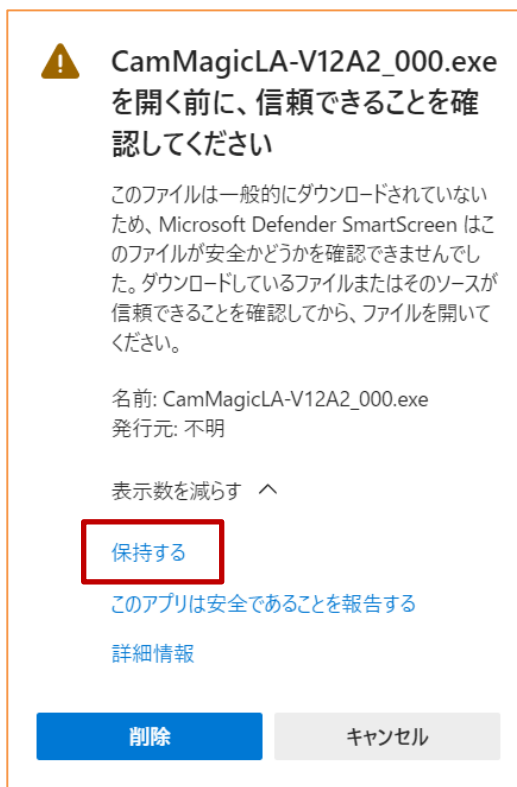 CamMagicLA-V12A2_000.exe
を開く前に、信頼できることを確
認してください
このファイルは一般的にダウンロードされていない
ため、Microsoft Defender SmartScreen はこ
のファイルが安全かどうかを確認できませんでし
た。ダウンロードしているファイルまたはそのソースが
信頼できることを確認してから、ファイルを開いて
ください。
名前: CamMagicLA-V12A2_000.exe
発行元: 不明
表示数を減らす
保持する
このアプリは安全であることを報告する
詳細情報
削除
キャンセル